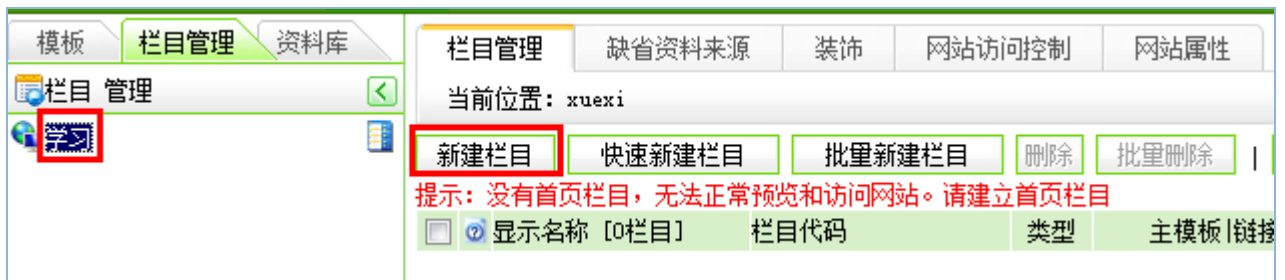 模板 栏目管理 资料库
栏目 管理
学习
栏目管理 缺省资料来源 装饰 网站访问控制 网站属性
当前位置：xuexi
新建栏目 快速新建栏目 批量新建栏目 删除 批量删除 |
提示：没有首页栏目，无法正常预览和访问网站。请建立首页栏目
显示名称 [0栏目] 栏目代码 类型 主模板|链接